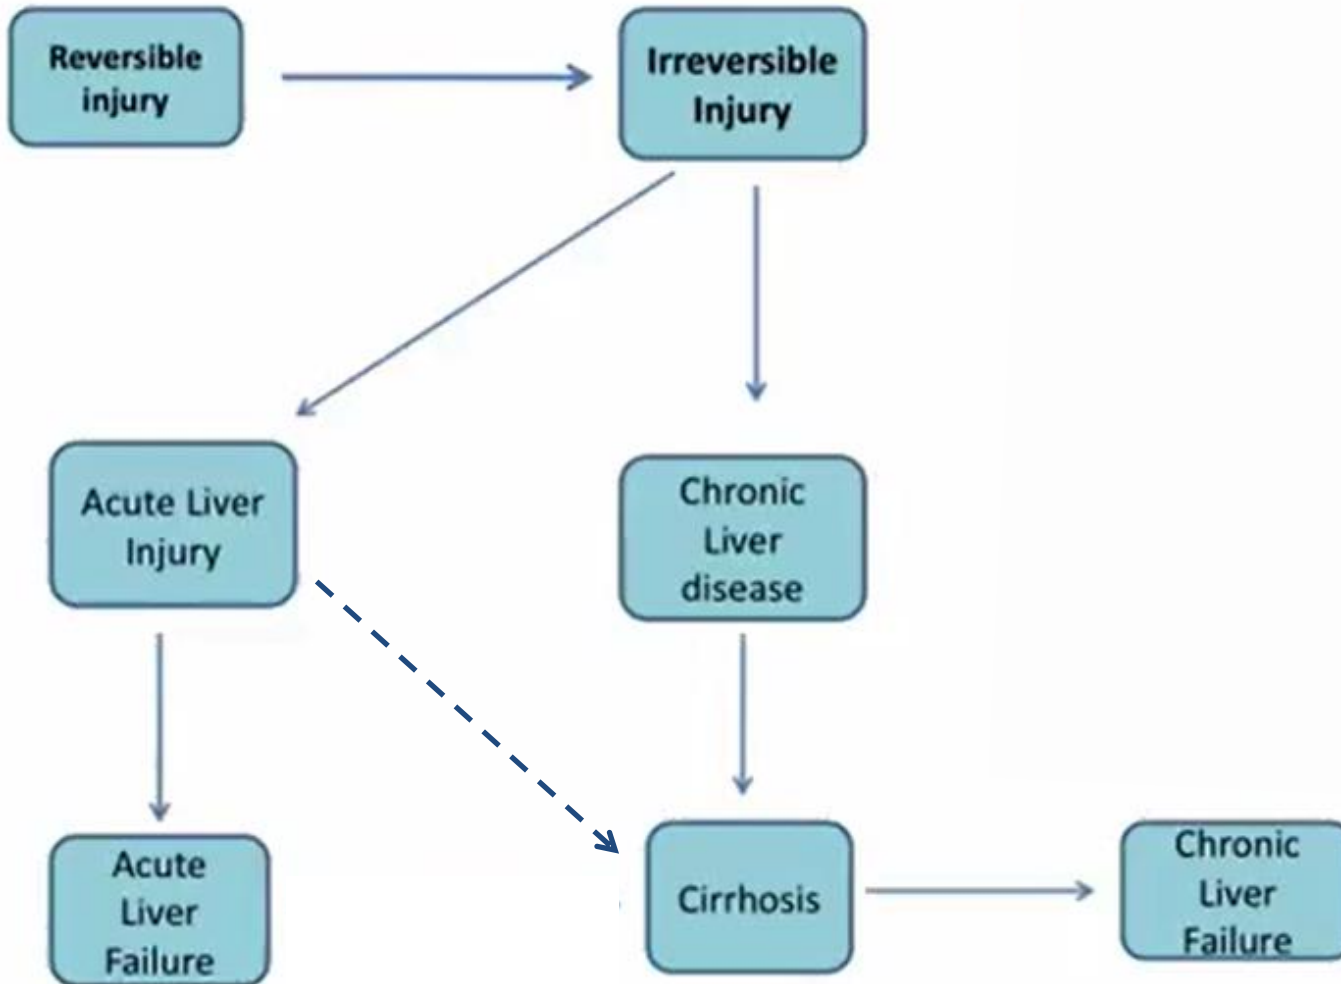 Reversible
injury
Irreversible
Injury
Acute Liver
Injury
Chronic
Liver
disease
Acute
Liver
Failure
Cirrhosis
Chronic
Liver
Failure